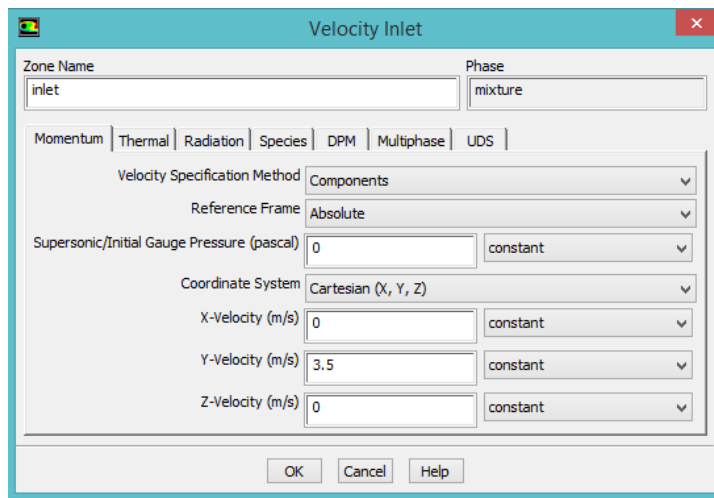 Velocity Inlet
Zone Name Phase
inlet mixture
Momentum Thermal Radiation Species DPM Multiphase UDS
Velocity Specification Method Components
Reference Frame Absolute
Supersonic/Initial Gauge Pressure (pascal) 0 constant
Coordinate System Cartesian (X, Y, Z)
X-Velocity (m/s) 0 constant
Y-Velocity (m/s) 3.5 constant
Z-Velocity (m/s) 0 constant
OK Cancel Help